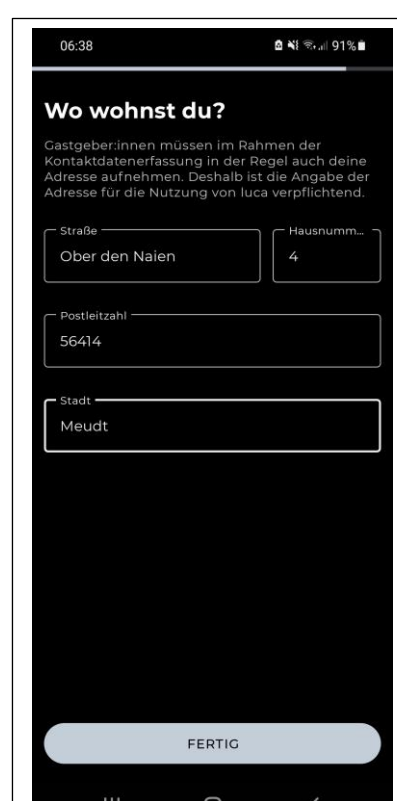 06:38 91%
Wo wohnst du?
Gastgeber:innen müssen im Rahmen der
Kontaktdatenerfassung in der Regel auch deine
Adresse aufnehmen. Deshalb ist die Angabe der
Adresse für die Nutzung von luca verpflichtend.
Straße Hausnumm...
Ober den Naien 4
Postleitzahl
56414
Stadt
Meudt
FERTIG